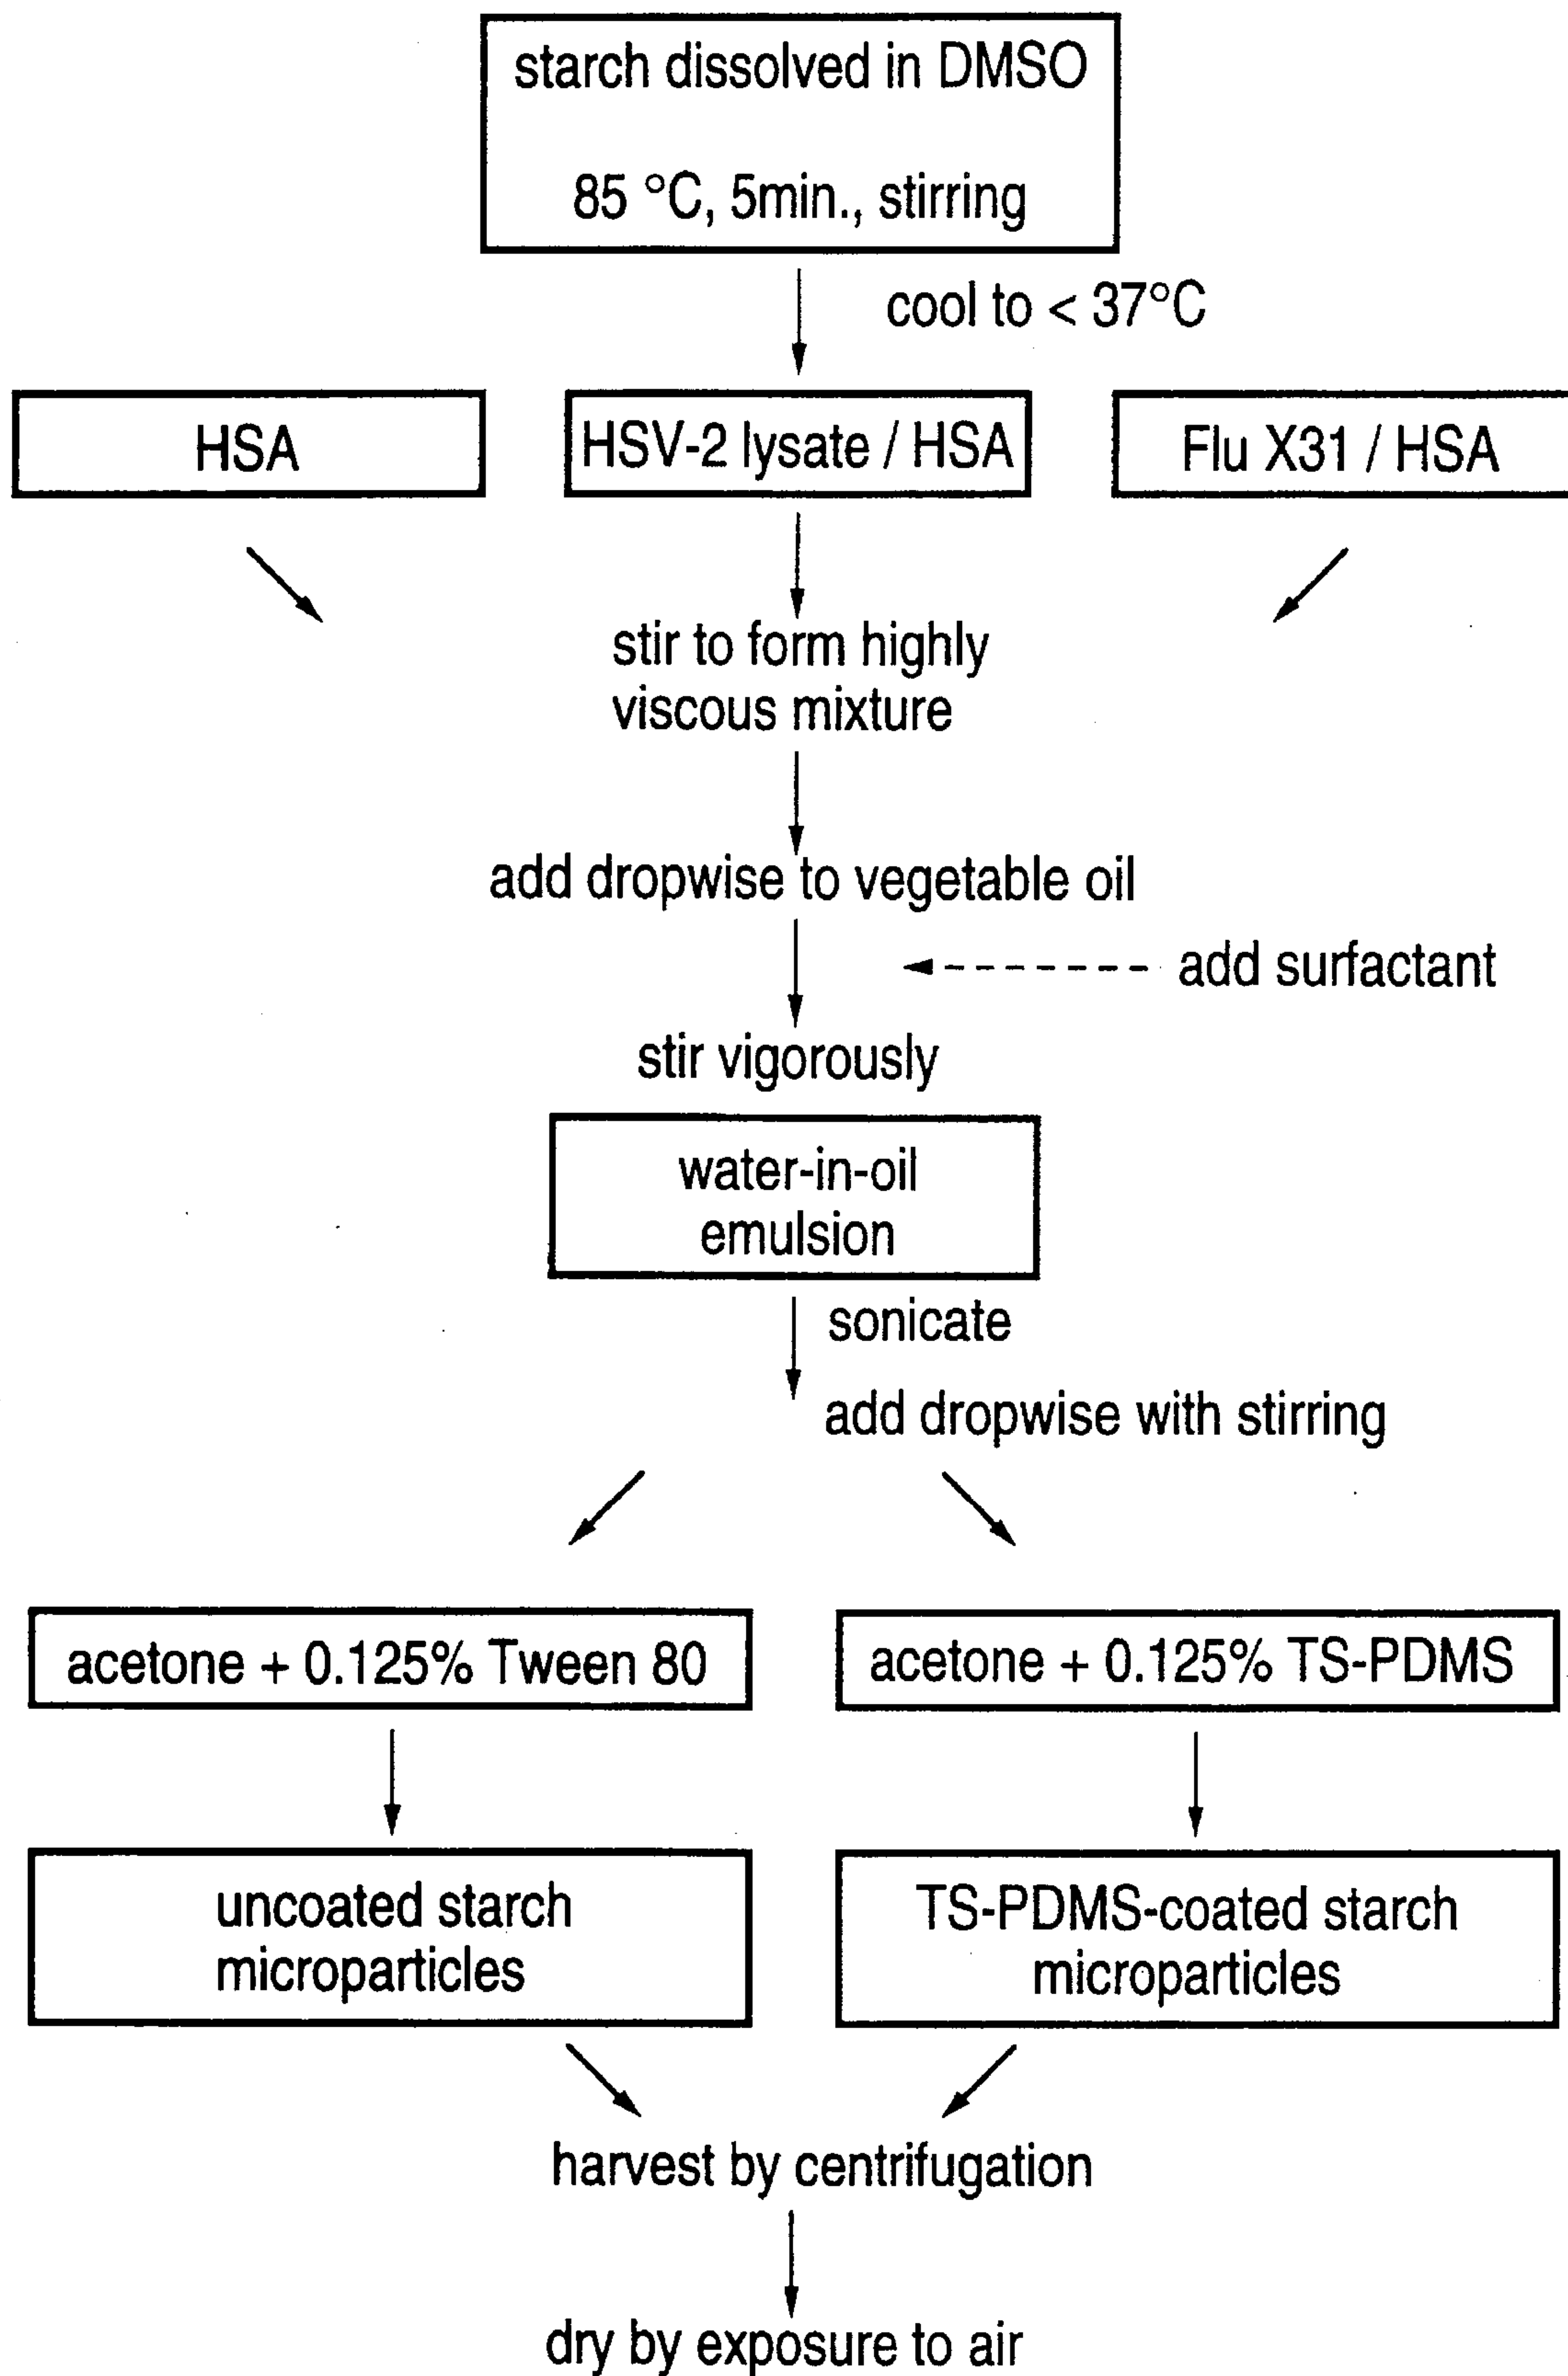 starch dissolved in DMSO
85 °C, 5min., stirring
cool to < 37°C
HSA
HSV-2 lysate / HSA
Flu X31 / HSA
stir to form highly
viscous mixture
add dropwise to vegetable oil
add surfactant
stir vigorously
water-in-oil
emulsion
sonicate
add dropwise with stirring
acetone + 0.125% Tween 80
acetone + 0.125% TS-PDMS
uncoated starch
microparticles
TS-PDMS-coated starch
microparticles
harvest by centrifugation
dry by exposure to air